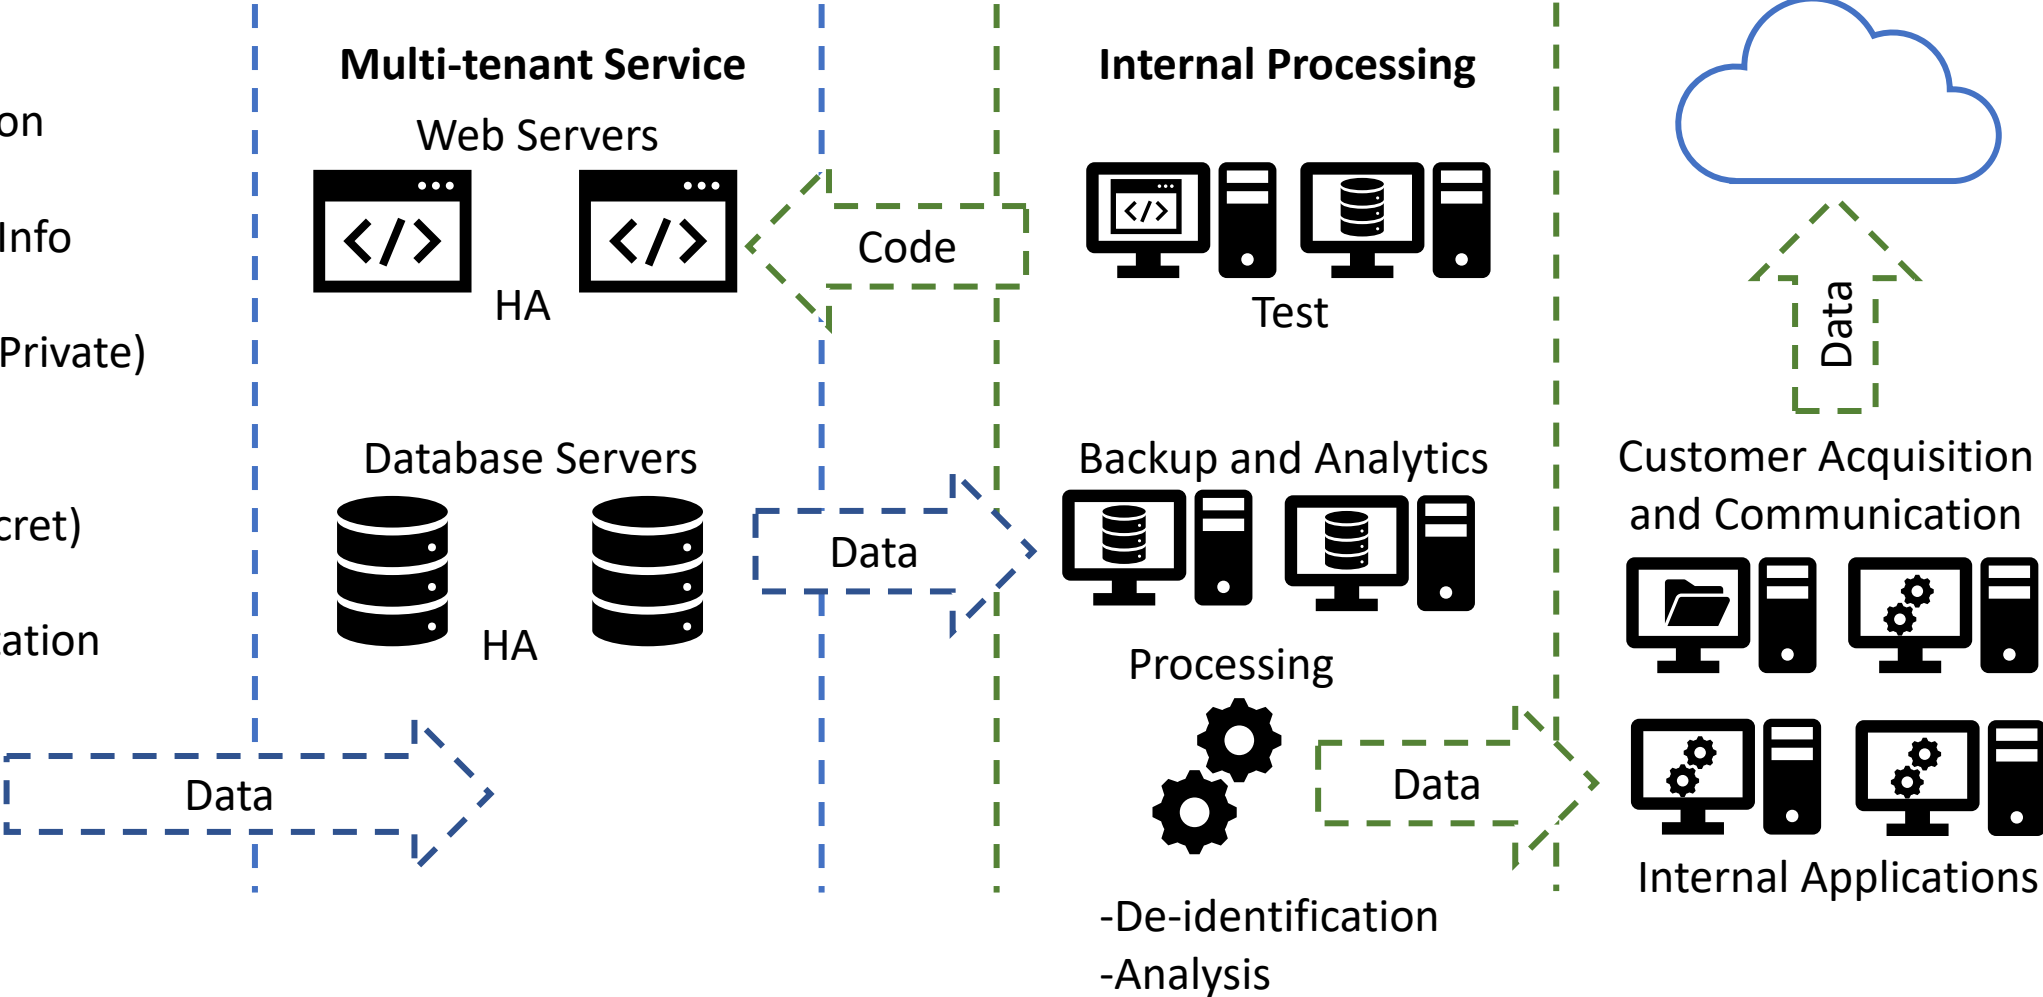 on
Info
Private)
cret)
tation
Data
Multi-tenant Service
Web Servers
</>
</>
HA
Database Servers
HA
Code
Data
Internal Processing
</>
Test
Backup and Analytics
Processing
Data
-De-identification
-Analysis
Data
Customer Acquisition
and Communication
Internal Applications